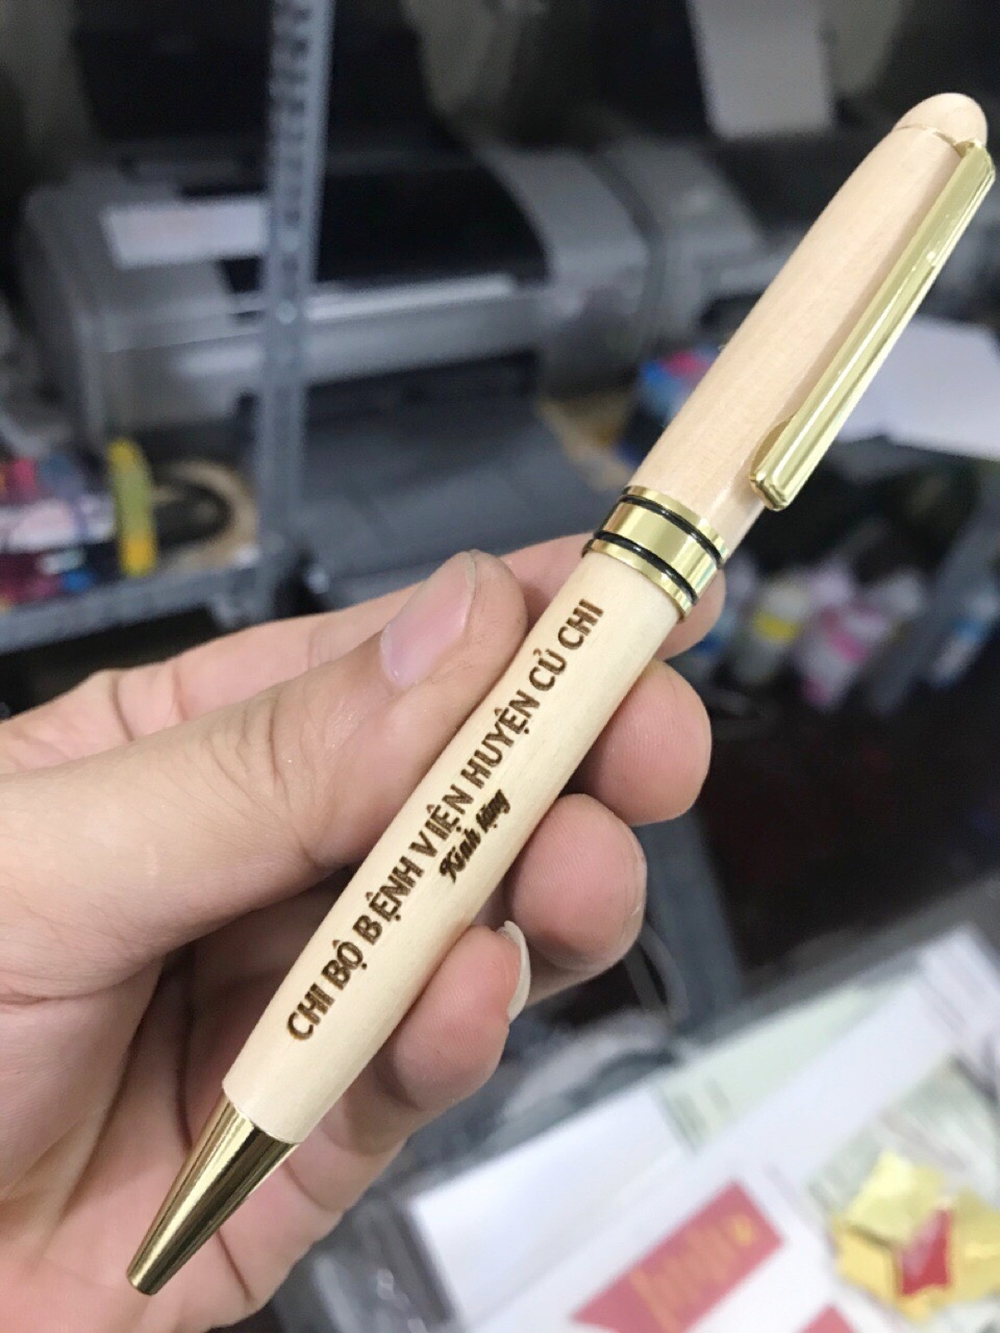 CHI BỘ BỆNH VIỆN HUYỆN CỦ CHI
Kính tặng